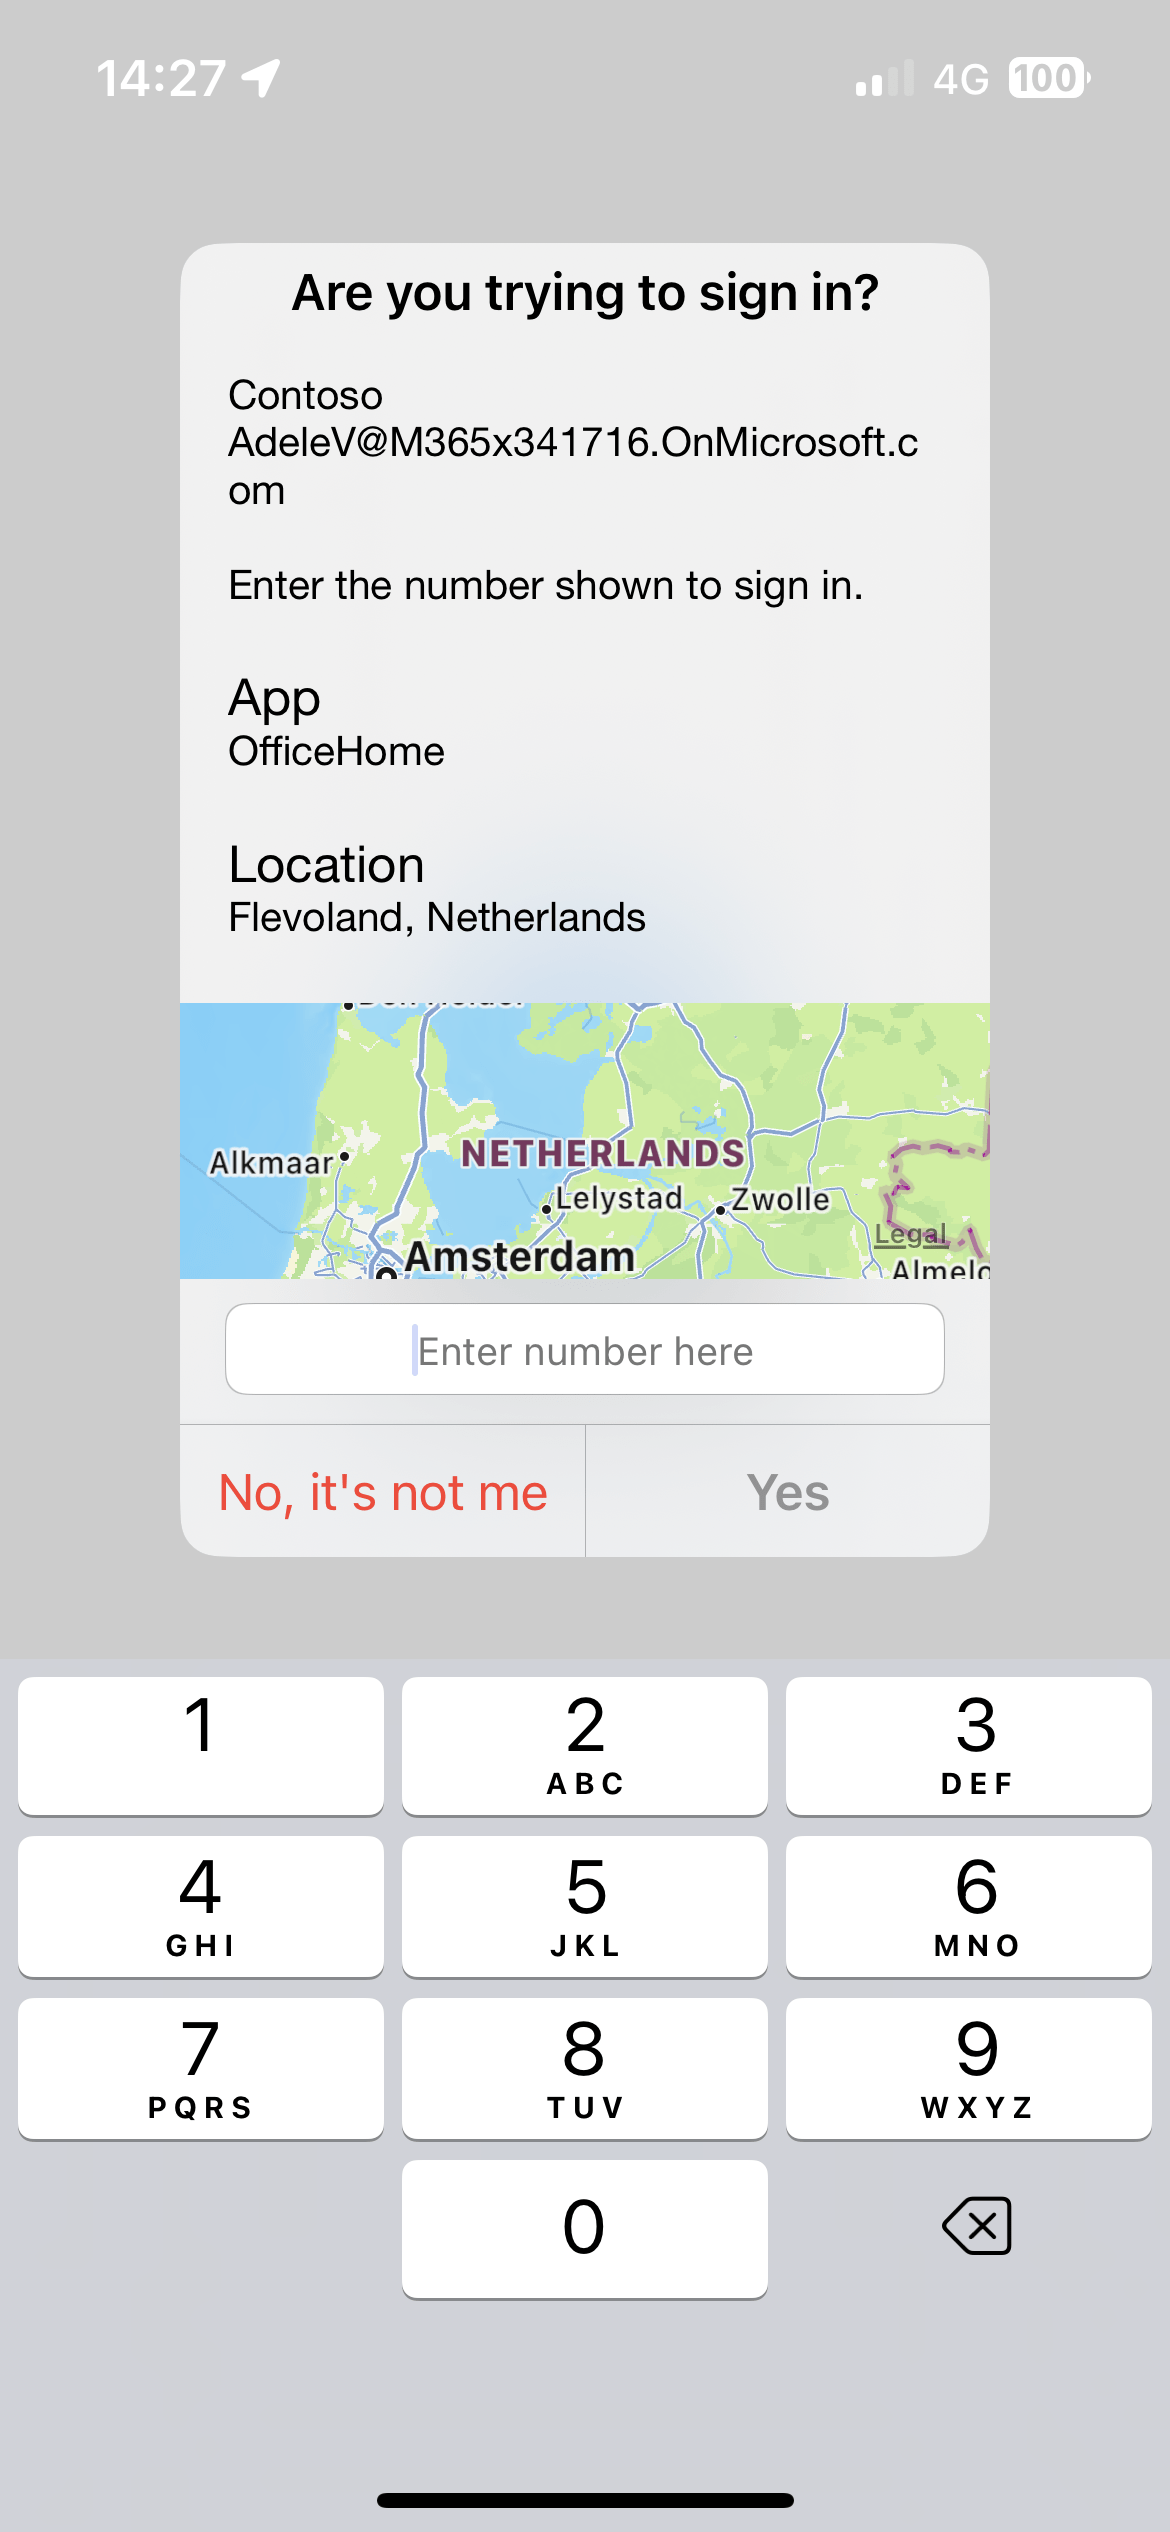 14:27
4G 100
Are you trying to sign in?
Contoso
AdeleV@M365x341716.OnMicrosoft.c
om
Enter the number shown to sign in.
App
OfficeHome
Location
Flevoland, Netherlands
Alkmaar
NETHERLANDS
Lelystad
Zwolle
Legal
Amsterdam
Enter number here
No, it's not me
Yes
1
2
3
ABC
DEF
4
5
6
GHI
JKL
MNO
7
8
9
PQRS
TUV
WXYZ
0